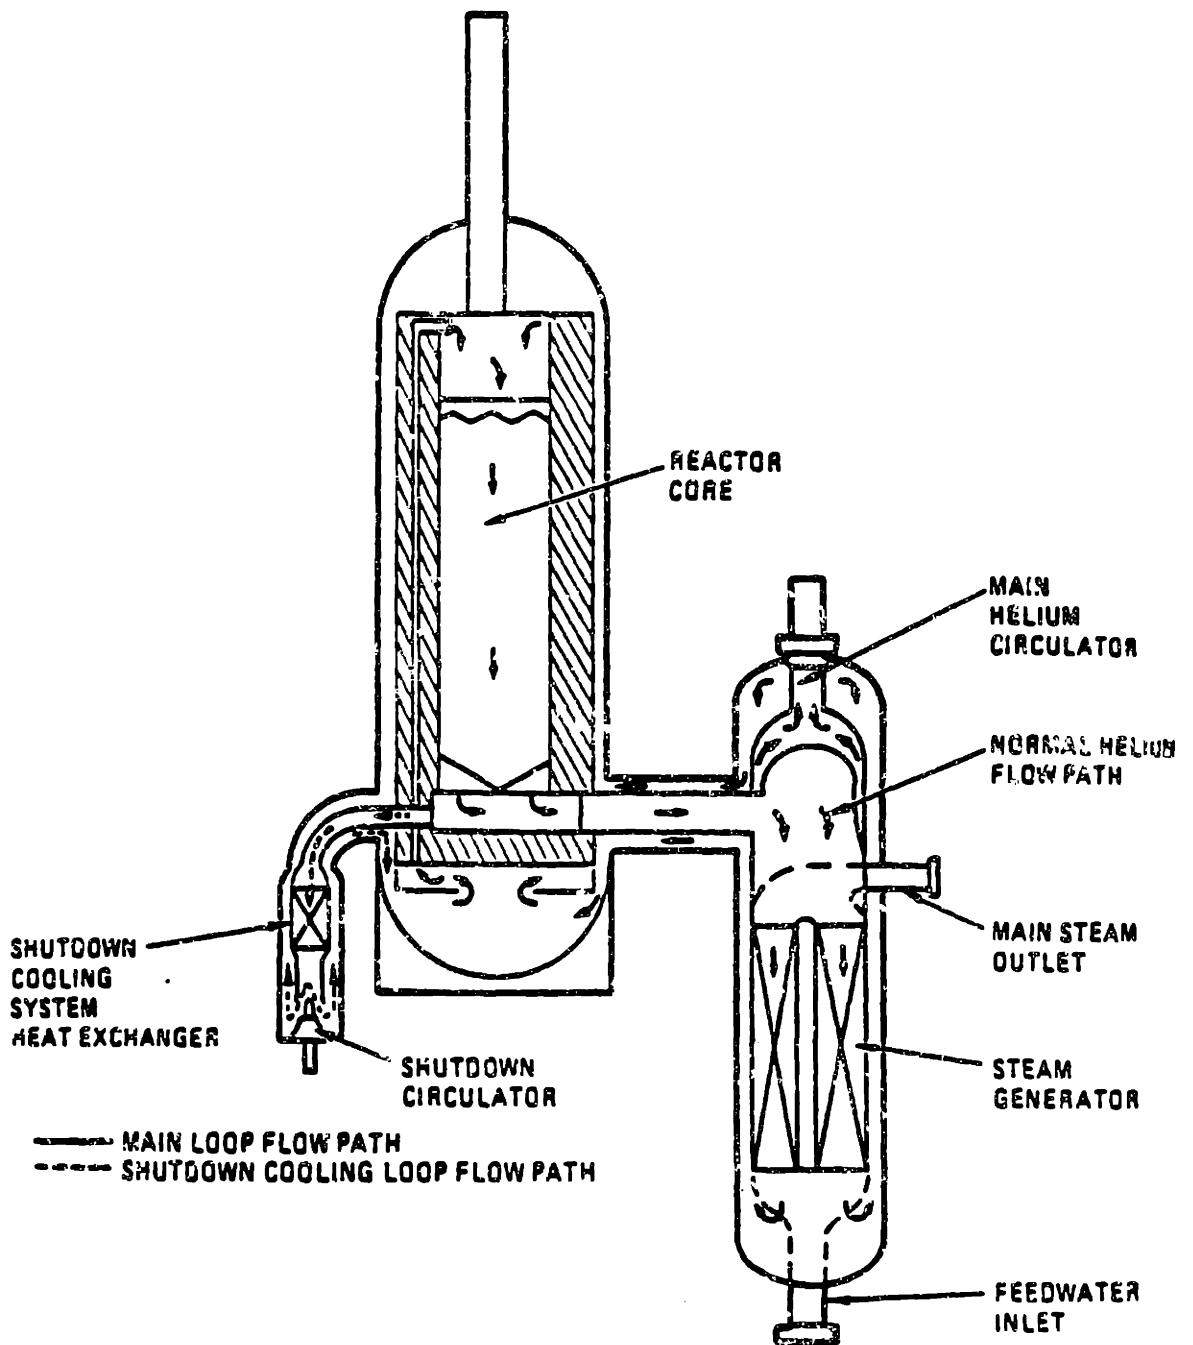 REACTOR
CORE
MAIN
HELIUM
CIRCULATOR
NORMAL HELIUM
FLOW PATH
MAIN STEAM
OUTLET
SHUTDOWN
COOLING
SYSTEM
HEAT EXCHANGER
SHUTDOWN
CIRCULATOR
STEAM
GENERATOR
MAIN LOOP FLOW PATH
SHUTDOWN COOLING LOOP FLOW PATH
FEEDWATER
INLET